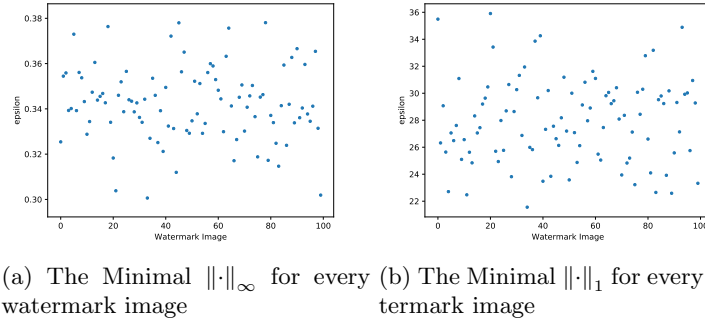 0.38
0.36
0.34
0.32
0.30
epsilon
0 20 40 60 80 100
Watermark Image
36
34
32
30
28
26
24
22
epsilon
0 20 40 60 80 100
Watermark Image
(a) The Minimal ‖·‖∞ for every
watermark image
(b) The Minimal ‖·‖₁ for every
termark image